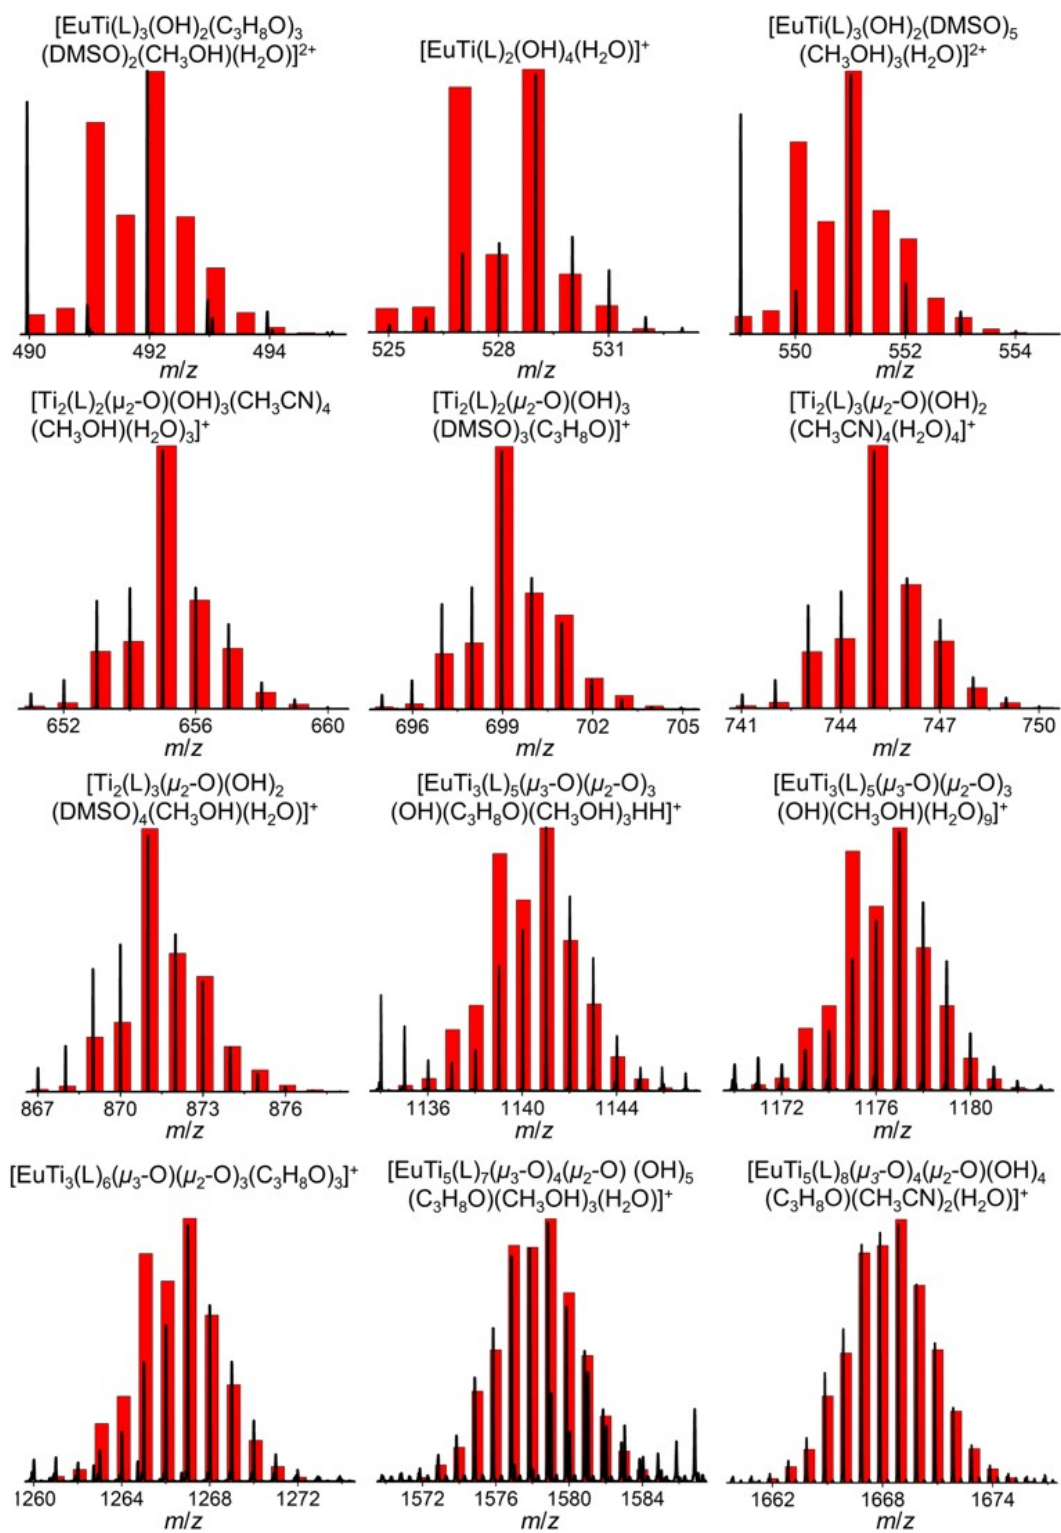 [EuTi(L)₃(OH)₂(C₃H₈O)₃
(DMSO)₂(CH₃OH)(H₂O)]²⁺
490 492 494
m/z
[EuTi(L)₂(OH)₄(H₂O)]⁺
525 528 531
m/z
[EuTi(L)₃(OH)₂(DMSO)₅
(CH₃OH)₃(H₂O)]²⁺
550 552 554
m/z
[Ti₂(L)₂(μ₂-O)(OH)₃(CH₃CN)₄
(CH₃OH)(H₂O)₃]⁺
652 656 660
m/z
[Ti₂(L)₂(μ₂-O)(OH)₃
(DMSO)₃(C₃H₈O)]⁺
696 699 702 705
m/z
[Ti₂(L)₃(μ₂-O)(OH)₂
(CH₃CN)₄(H₂O)₄]⁺
741 744 747 750
m/z
[Ti₂(L)₃(μ₂-O)(OH)₂
(DMSO)₄(CH₃OH)(H₂O)]⁺
867 870 873 876
m/z
[EuTi₃(L)₅(μ₃-O)(μ₂-O)₃
(OH)(C₃H₈O)(CH₃OH)₃HH]⁺
1136 1140 1144
m/z
[EuTi₃(L)₅(μ₃-O)(μ₂-O)₃
(OH)(CH₃OH)(H₂O)₉]⁺
1172 1176 1180
m/z
[EuTi₃(L)₆(μ₃-O)(μ₂-O)₃(C₃H₈O)₃]⁺
1260 1264 1268 1272
m/z
[EuTi₅(L)₇(μ₃-O)₄(μ₂-O) (OH)₅
(C₃H₈O)(CH₃OH)₃(H₂O)]⁺
1572 1576 1580 1584
m/z
[EuTi₅(L)₈(μ₃-O)₄(μ₂-O)(OH)₄
(C₃H₈O)(CH₃CN)₂(H₂O)]⁺
1662 1668 1674
m/z